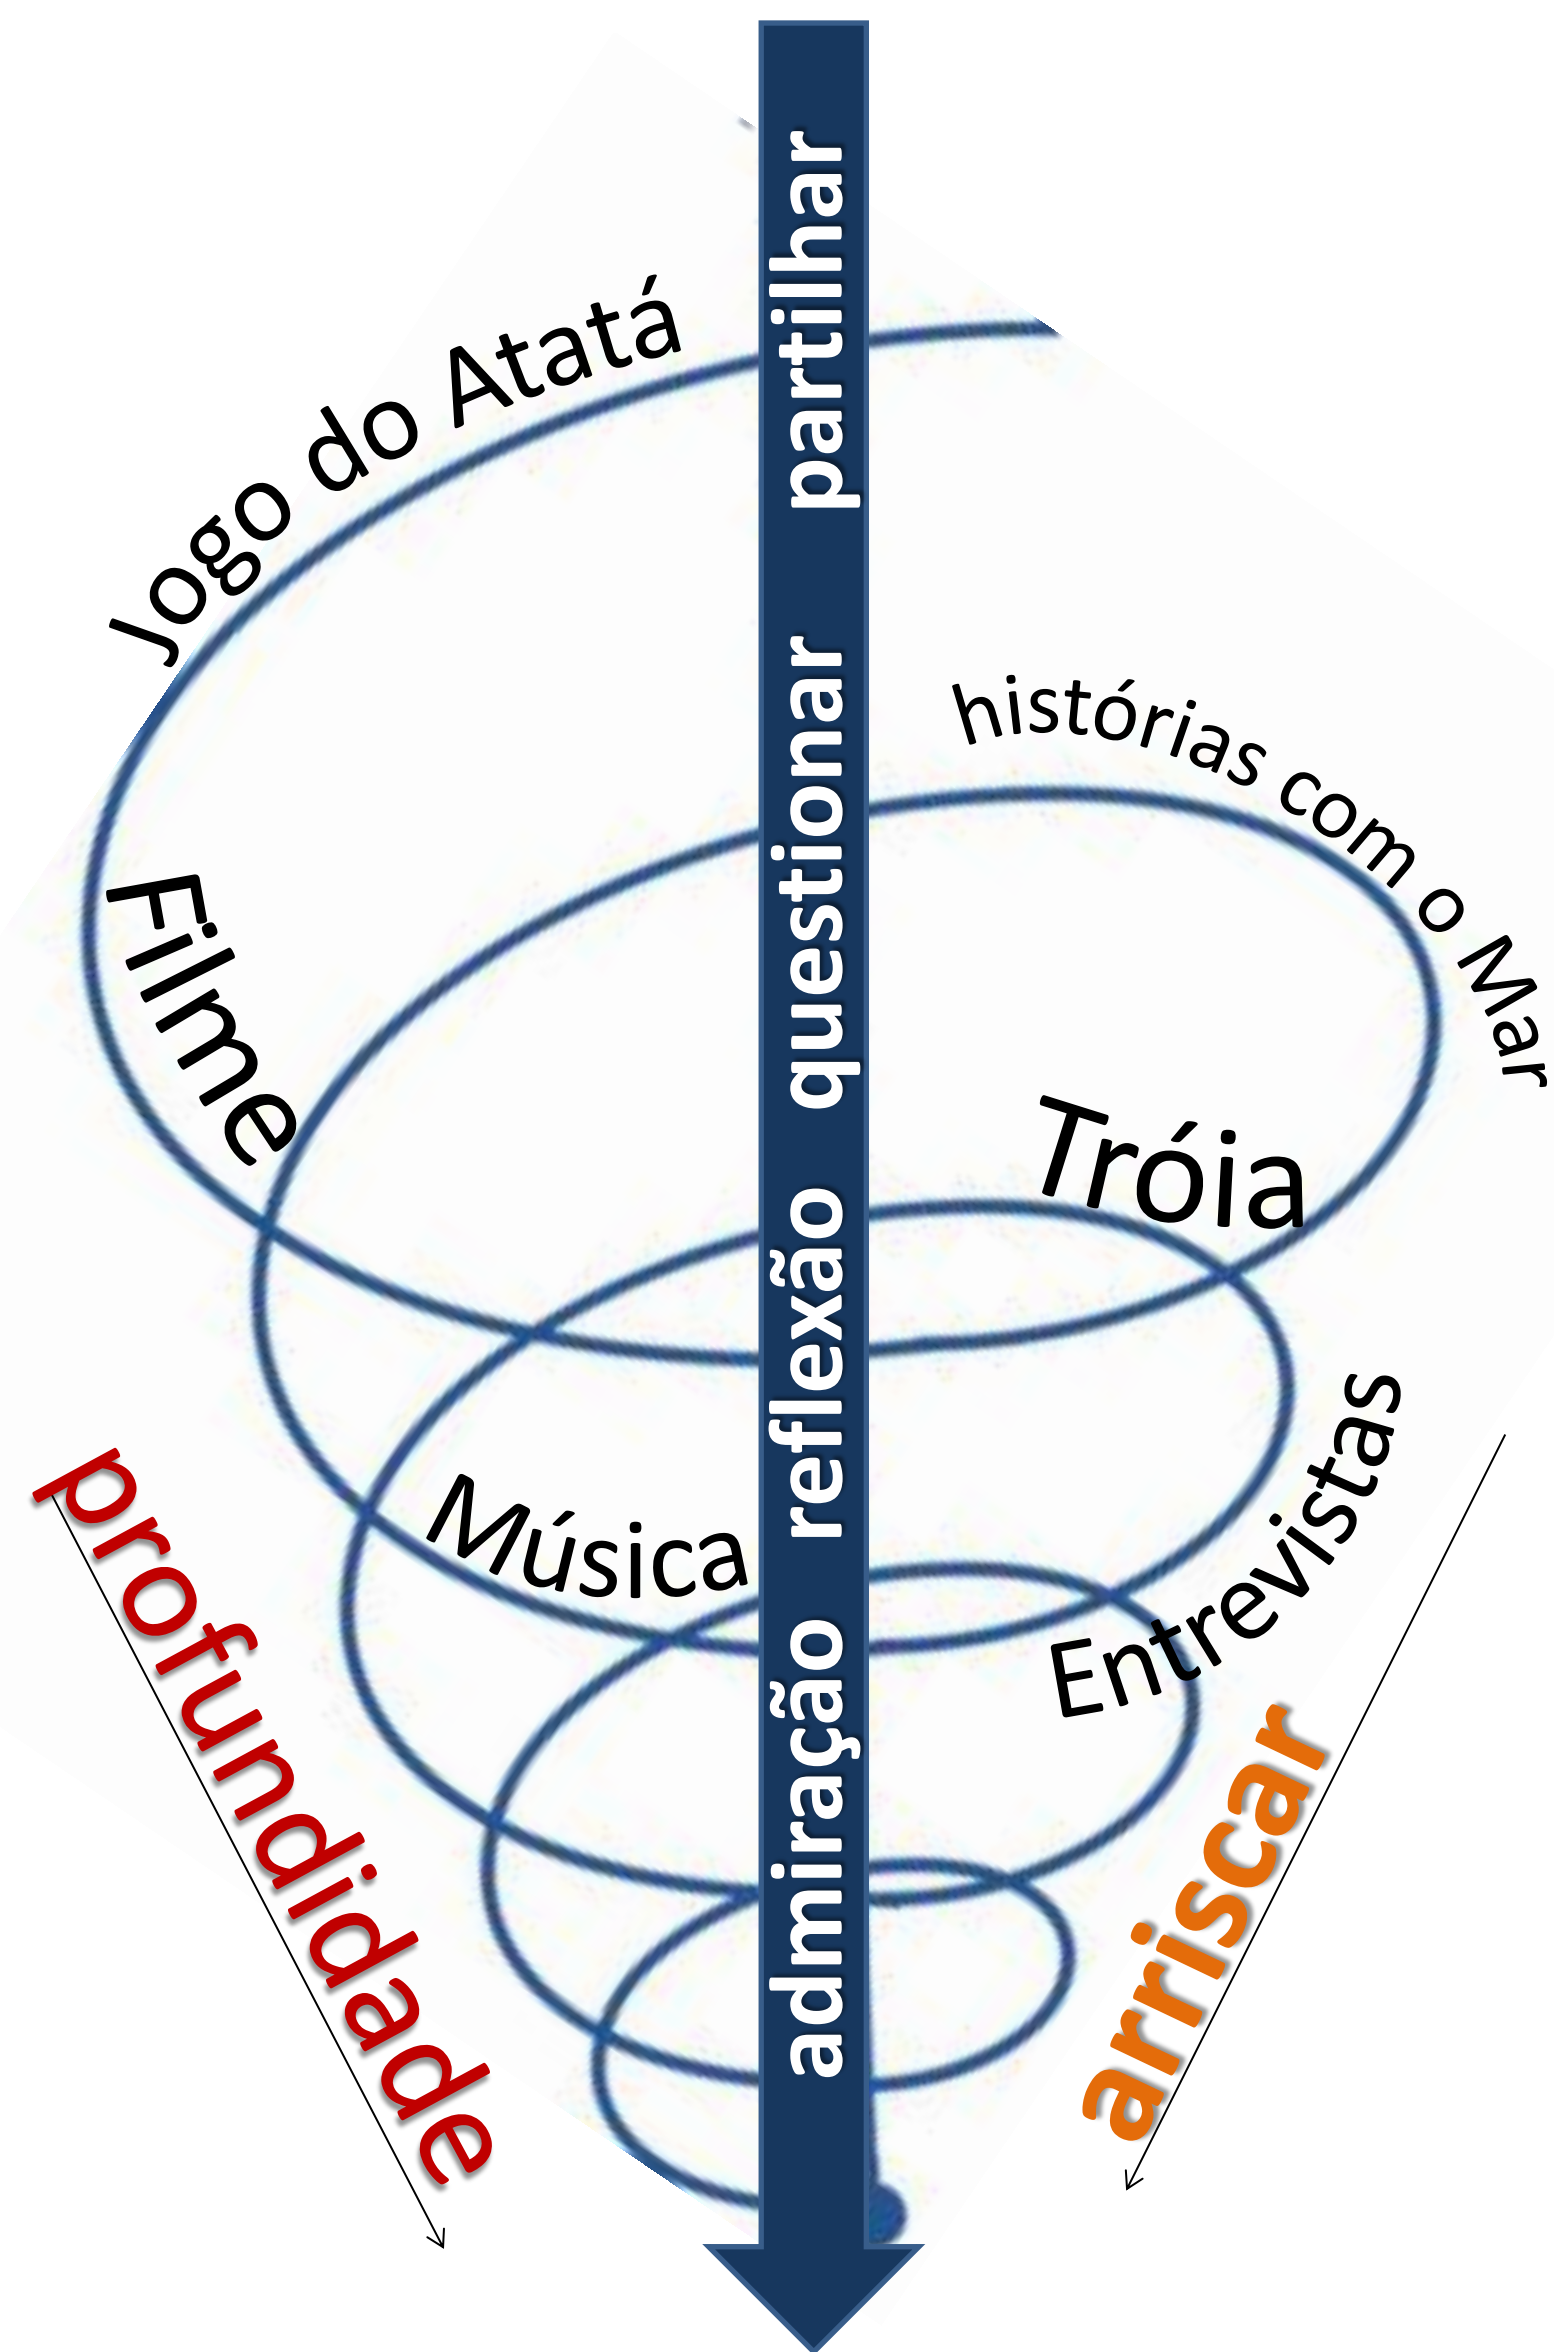 partilhar
Jogo do Atatá
questionar
histórias com o Mar
Filme
Tróia
reflexão
Música
Entrevistas
admiração
profundidade
arriscar